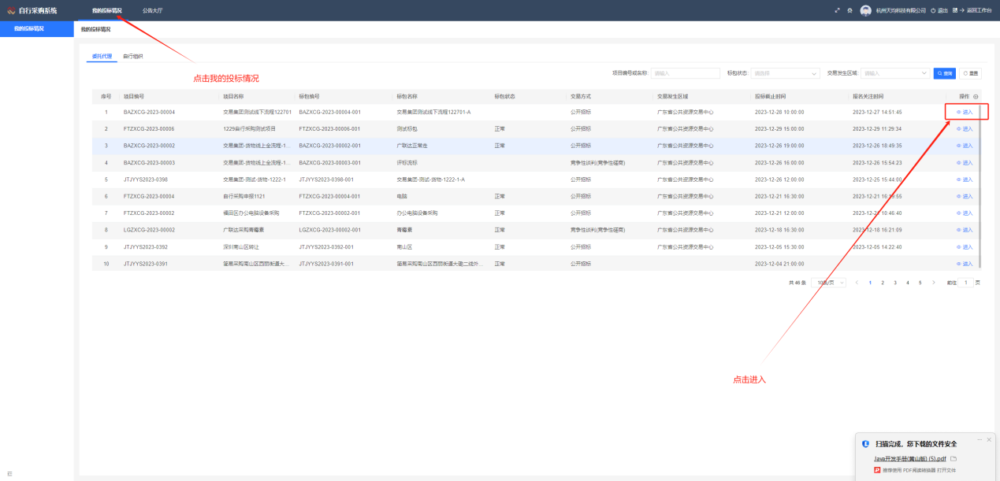 自行采购系统 我的投标情况 公告大厅 杭州天均科技有限公司 退出 返回工作台
我的投标情况 我的投标情况
委托代理 自行组织
点击我的投标情况
项目编号或名称: 请输入 标包状态: 请选择 交易发生区域: 请输入 查询 重置
序号 项目编号 项目名称 标包编号 标包名称 标包状态 交易方式 交易发生区域 投标截止时间 报名关注时间 操作
1 BAZXCG-2023-00004 交易集团测试线下流程122701 BAZXCG-2023-00004-001 交易集团测试线下流程122701-A 公开招标 广东省公共资源交易中心 2023-12-28 10:00:00 2023-12-27 14:51:45 进入
2 FTZXCG-2023-00006 1229自行采购测试项目 FTZXCG-2023-00006-001 测试标包 正常 公开招标 广东省公共资源交易中心 2023-12-29 15:00:00 2023-12-29 11:29:34 进入
3 BAZXCG-2023-00002 交易集团-货物线上全流程-1... BAZXCG-2023-00002-001 广联达正常走 正常 公开招标 广东省公共资源交易中心 2023-12-26 19:00:00 2023-12-26 18:49:35 进入
4 BAZXCG-2023-00003 交易集团-货物线上全流程-1... BAZXCG-2023-00003-001 评标流标 竞争性谈判(竞争性磋商) 广东省公共资源交易中心 2023-12-26 16:00:00 2023-12-26 15:54:23 进入
5 JTJYYS2023-0398 交易集团-测试-货物-1222-1 JTJYYS2023-0398-001 交易集团-测试-货物-1222-1-A 公开招标 广东省公共资源交易中心 2023-12-26 12:00:00 2023-12-25 15:44:00 进入
6 FTZXCG-2023-00004 自行采购申报1121 FTZXCG-2023-00004-001 电脑 正常 公开招标 广东省公共资源交易中心 2023-12-21 16:30:00 2023-12-21 进入
7 FTZXCG-2023-00002 福田区办公电脑设备采购 FTZXCG-2023-00002-001 办公电脑设备采购 正常 公开招标 广东省公共资源交易中心 2023-12-21 12:00:00 10:46:40 进入
8 LGZXCG-2023-00002 广联达采购青霉素 LGZXCG-2023-00002-001 青霉素 正常 竞争性谈判(竞争性磋商) 广东省公共资源交易中心 2023-12-18 16:30:00 2023-12-18 16:21:09 进入
9 JTJYYS2023-0392 深圳南山区转让 JTJYYS2023-0392-001 南山区 正常 公开招标 广东省公共资源交易中心 2023-12-05 15:30:00 2023-12-05 14:22:40 进入
10 JTJYYS2023-0391 简易采购南山区西丽街道大... JTJYYS2023-0391-001 简易采购南山区西丽街道大磡二线外... 正常 公开招标 2023-12-04 21:00:00 进入
共 46 条 10条/页 1 2 3 4 5 前往 1 页
点击进入
扫描完成，您下载的文件安全
Java开发手册(黄山版) (5).pdf
推荐使用 PDF阅读转换器 打开文件